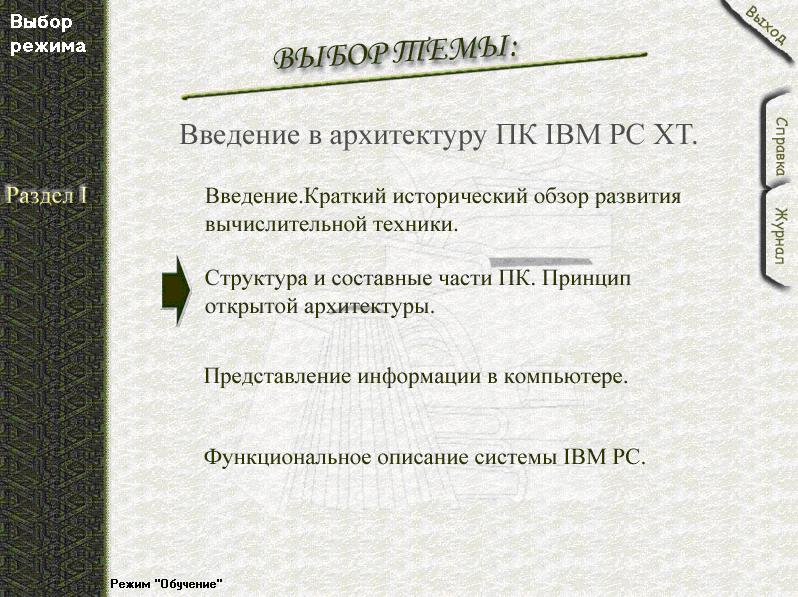 Выбор
режима
ВЫБОР ТЕМЫ:
Выход
Введение в архитектуру ПК IBM PC XT.
Справка
Раздел I
Введение.Краткий исторический обзор развития
вычислительной техники.
Журнал
Структура и составные части ПК. Принцип
открытой архитектуры.
Представление информации в компьютере.
Функциональное описание системы IBM PC.
Режим "Обучение"